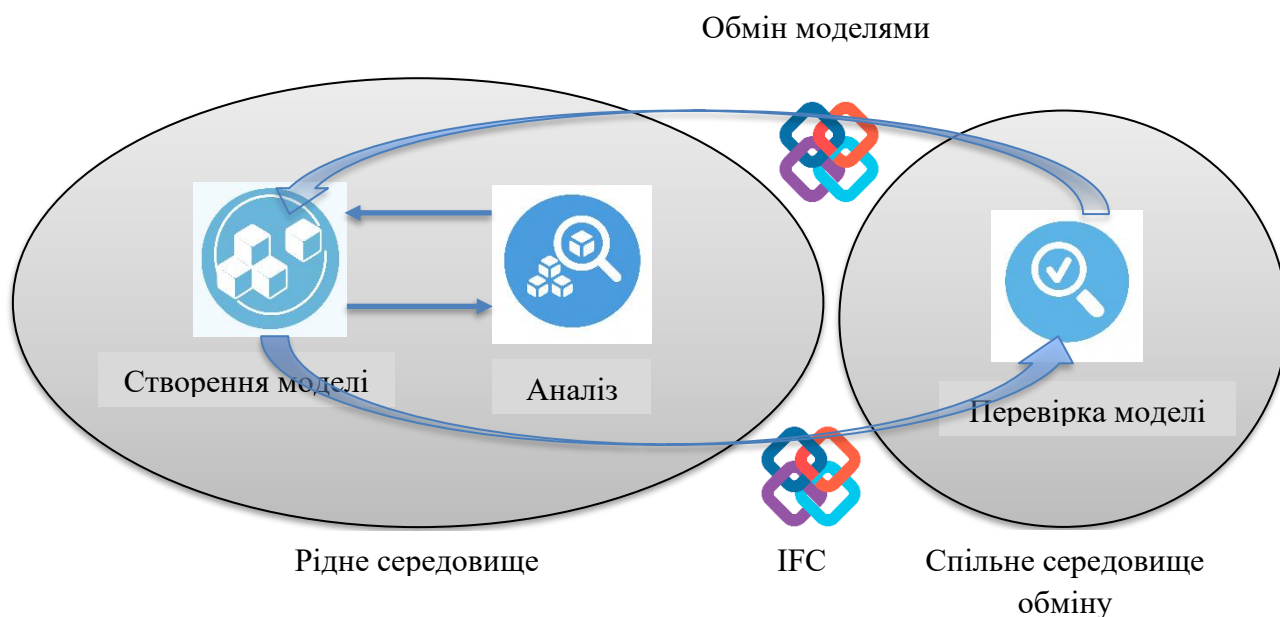 Обмін моделями
Створення моделі
Аналіз
Перевірка моделі
Рідне середовище
IFC
Спільне середовище
обміну